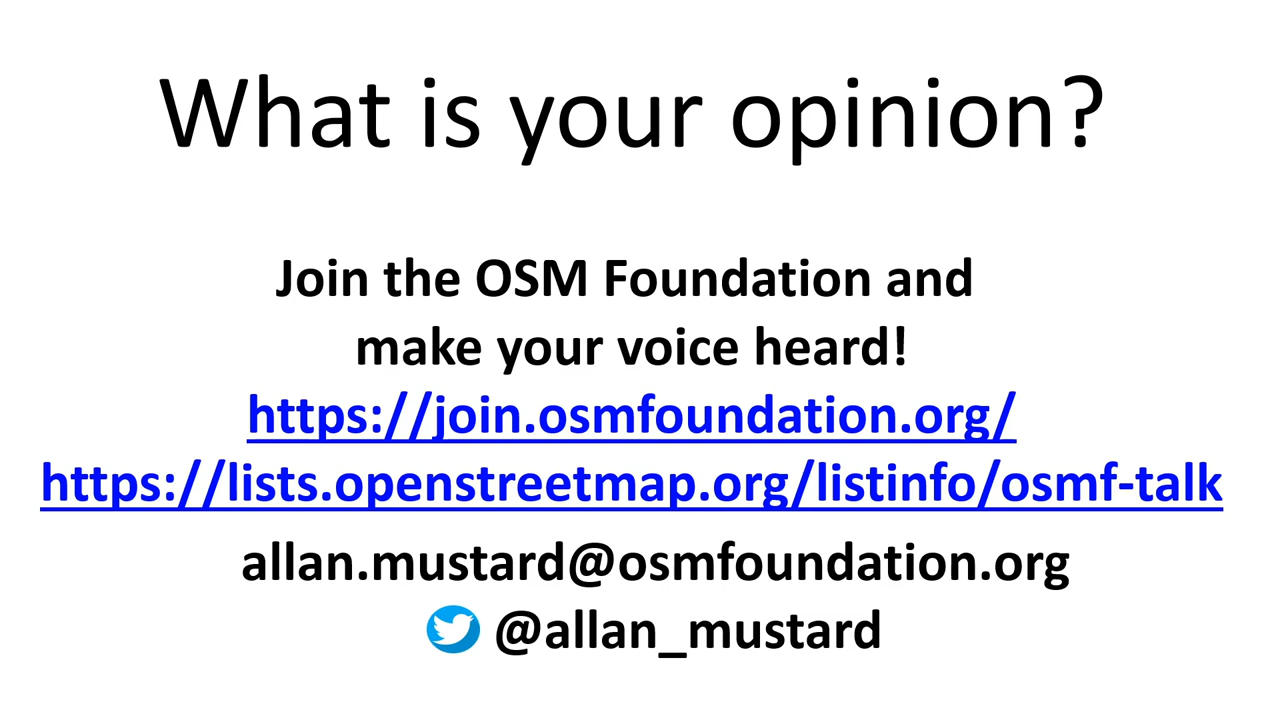 What is your opinion?
Join the OSM Foundation and
make your voice heard!
https://join.osmfoundation.org/
https://lists.openstreetmap.org/listinfo/osmf-talk
allan.mustard@osmfoundation.org
@allan_mustard